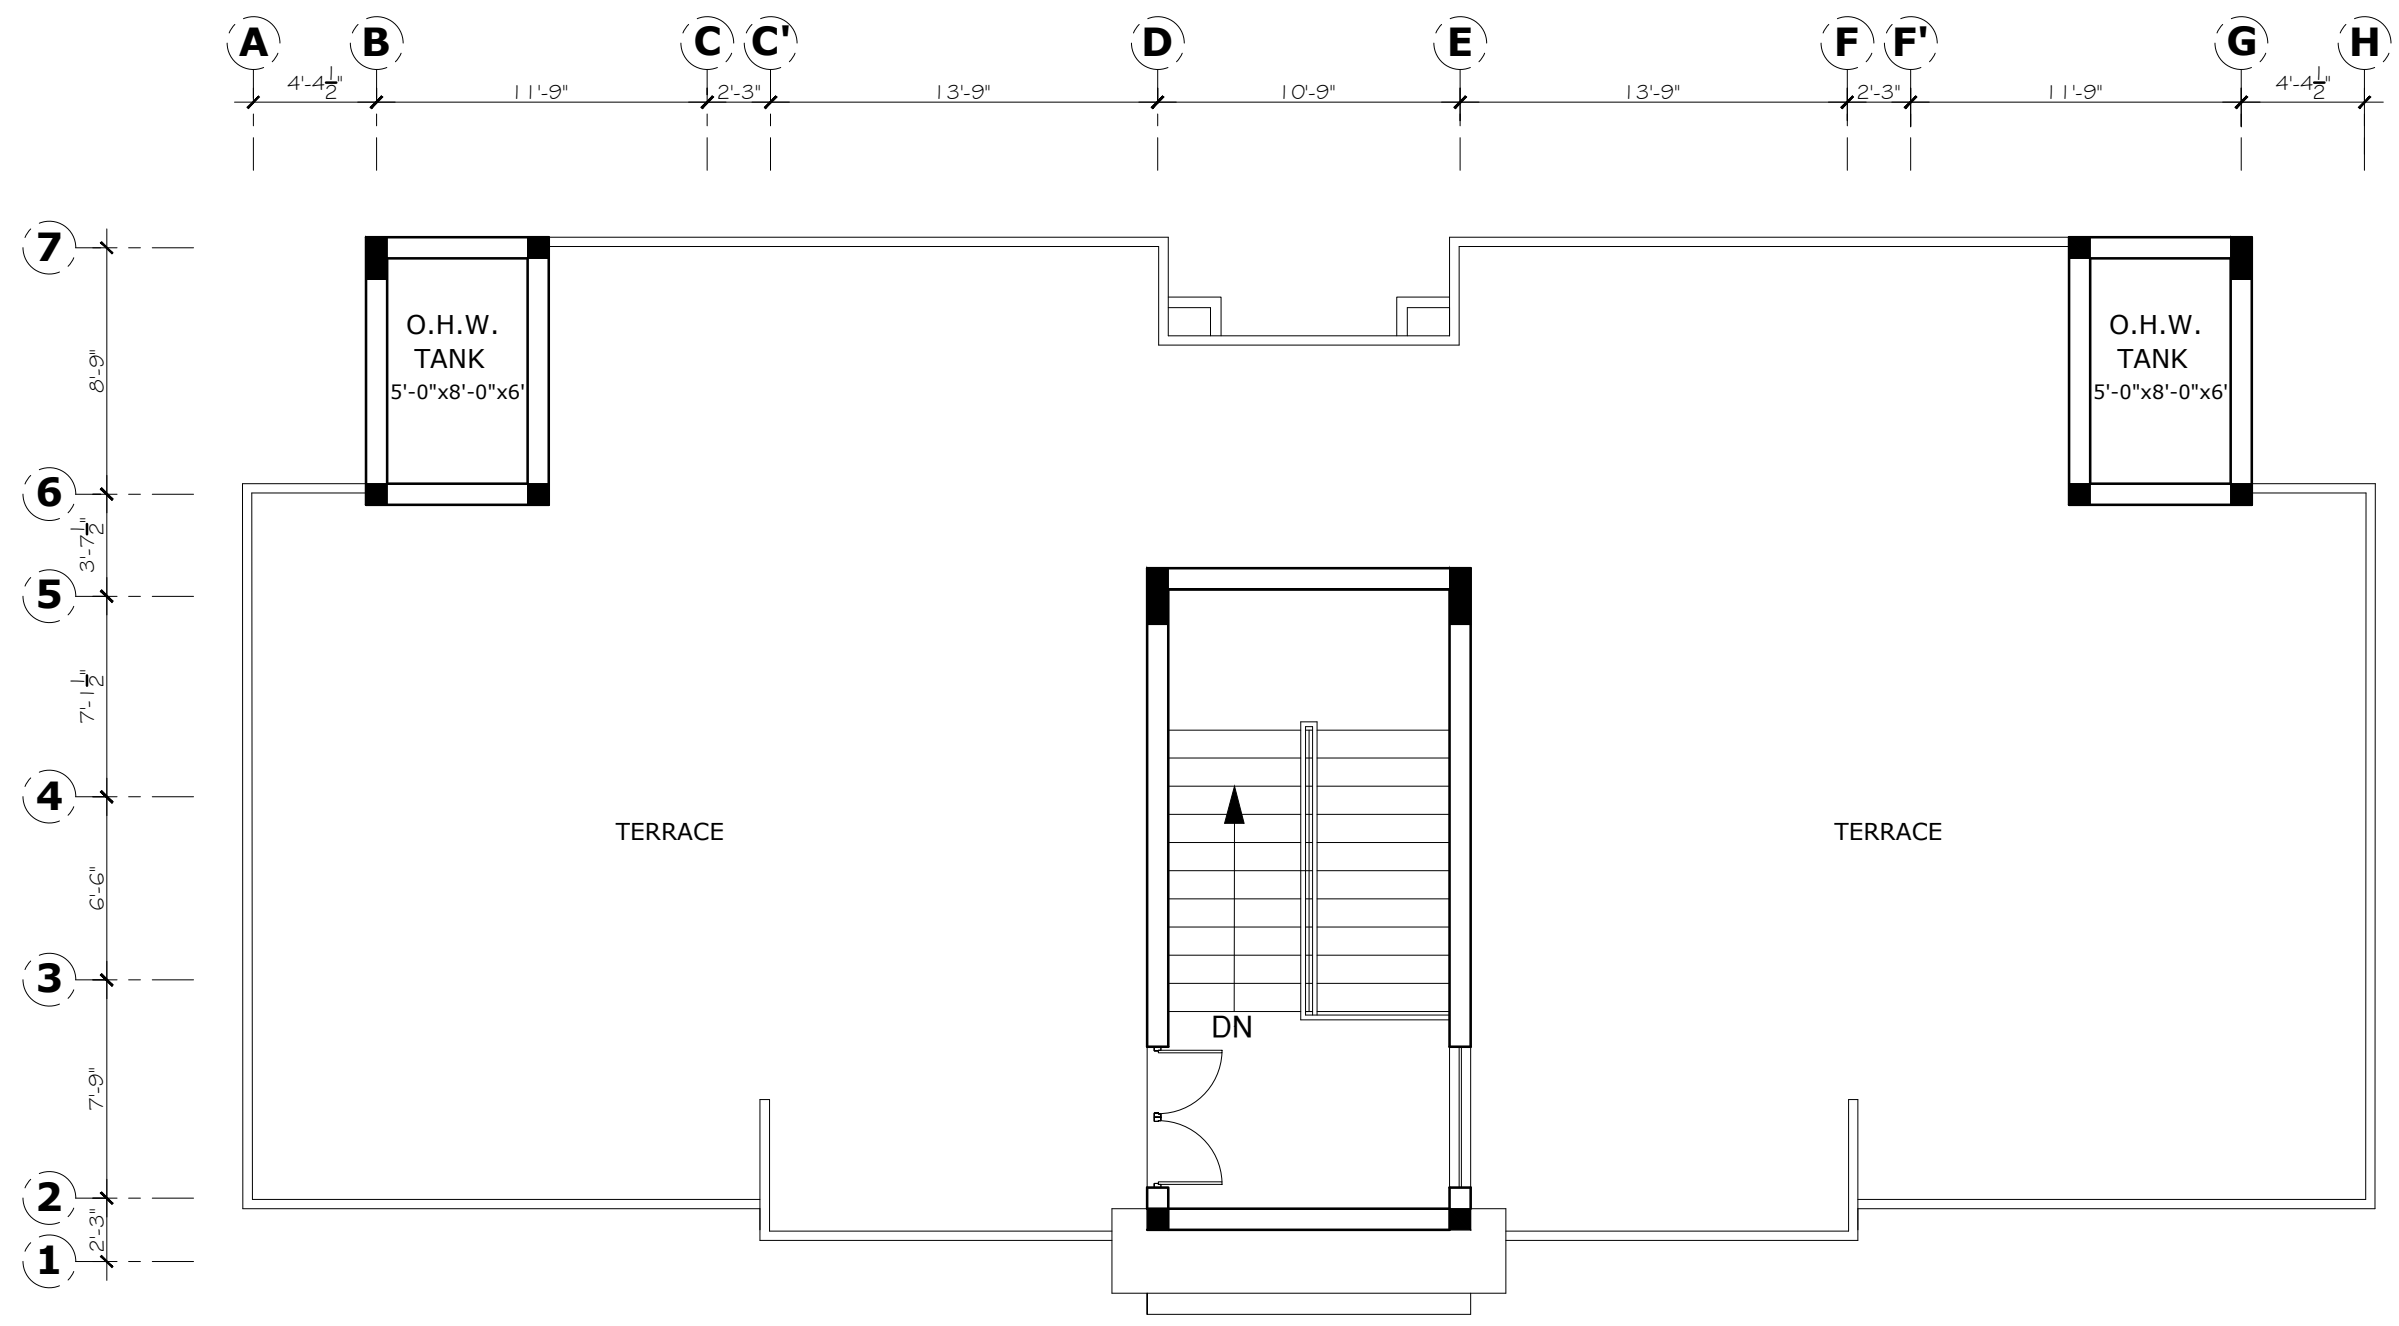 A B C C' D E F F' G H
4'-4½" 11'-9" 2'-3" 13'-9" 10'-9" 13'-9" 2'-3" 11'-9" 4'-4½"
7
O.H.W. O.H.W.
TANK TANK
8'-9"
5'-0"x8'-0"x6' 5'-0"x8'-0"x6'
6
3'-7½"
5
7'-1½"
4
TERRACE TERRACE
6'-6"
3
DN
7'-9"
2
2'-3"
1